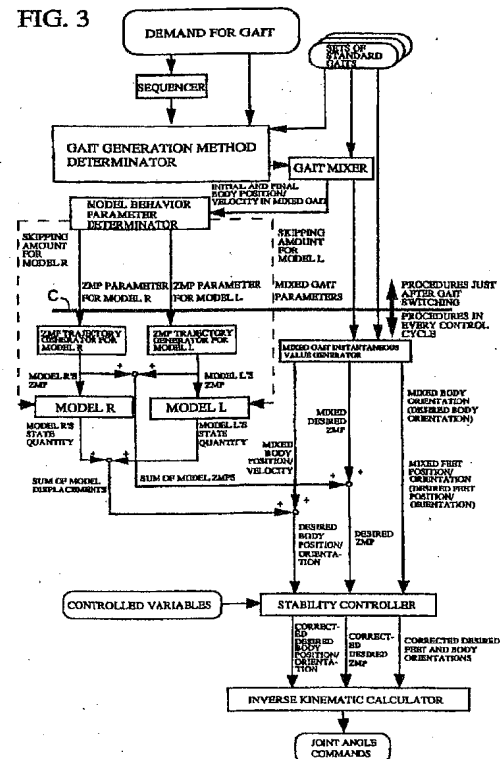 FIG. 3
DEMAND FOR GAIT
SETS OF
STANDARD
GAITS
SEQUENCER
GAIT GENERATION METHOD
DETERMINATOR
GAIT MIXER
INITIAL AND FINAL
BODY POSITION/
VELOCITY IN MIXED GAIT
MODEL BEHAVIOR
PARAMETER
DETERMINATOR
SKIPPING
AMOUNT
FOR
MODEL R
SKIPPING
AMOUNT
FOR
MODEL L
ZMP PARAMETER
FOR MODEL R
ZMP PARAMETER
FOR MODEL L
MIXED GAIT
PARAMETERS
PROCEDURES JUST
AFTER GAIT
SWITCHING
C
PROCEDURES IN
EVERY CONTROL
CYCLE
ZMP TRAJECTORY
GENERATOR FOR
MODEL R
ZMP TRAJECTORY
GENERATOR FOR
MODEL L
MIXED GAIT INSTANTANEOUS
VALUE GENERATOR
MODEL R'S
ZMP
+ +
MODEL L'S
ZMP
MODEL R
MODEL L
MIXED BODY
ORIENTATION
(DESIRED BODY
ORIENTATION)
MODEL R'S
STATE
QUANTITY
MODEL L'S
STATE
QUANTITY
MIXED
BODY
POSITION/
VELOCITY
MIXED
DESIRED
ZMP
+ +
SUM OF MODEL
DISPLACEMENTS
SUM OF MODEL ZMPS
MIXED FEET
POSITION/
ORIENTATION
(DESIRED FEET
POSITION/
ORIENTATION)
+ +
+ +
DESIRED
BODY
POSITION/
ORIENTA-
TION
DESIRED
ZMP
CONTROLLED VARIABLES
STABILITY CONTROLLER
CORRECT-
ED
DESIRED
BODY
POSITION/
ORIENTA-
TION
CORRECT-
ED
DESIRED
ZMP
CORRECTED DESIRED
FEET AND BODY
ORIENTATIONS
INVERSE KINEMATIC CALCULATOR
JOINT ANGLE
COMMANDS